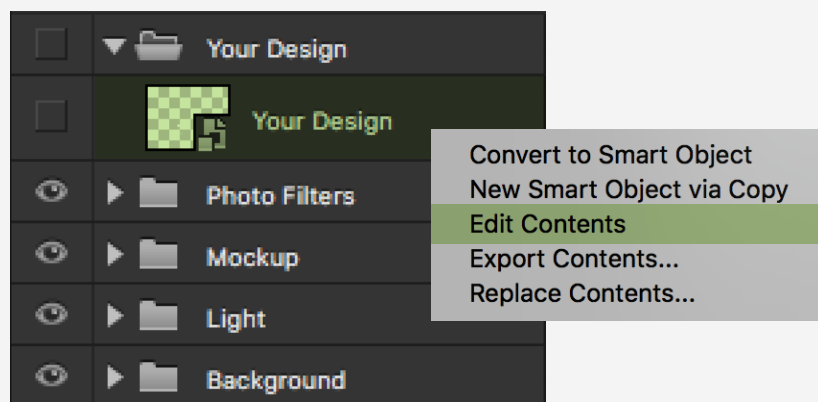 Your Design
Your Design
Photo Filters
Mockup
Light
Background
Convert to Smart Object
New Smart Object via Copy
Edit Contents
Export Contents...
Replace Contents...